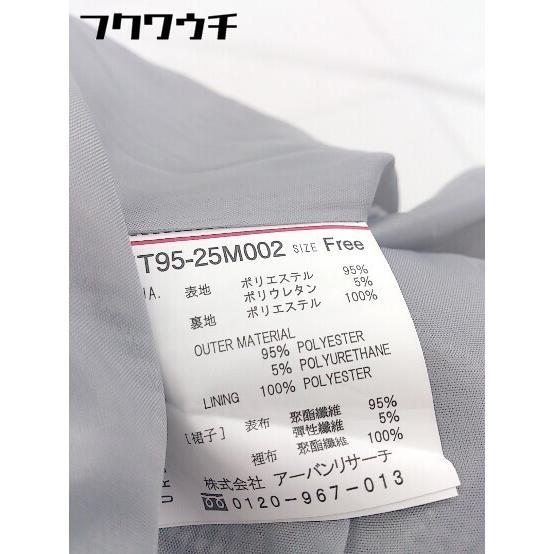 フクワウチ
T95-25M002 SIZE Free
A. 表地 ポリエステル 95%
ポリウレタン 5%
裏地 ポリエステル 100%
OUTER MATERIAL
95% POLYESTER
5% POLYURETHANE
LINING 100% POLYESTER
[裙子] 表布 聚酯纖維 95%
彈性纖維 5%
裡布 聚酯纖維 100%
株式会社 アーバンリサーチ
0120-967-013